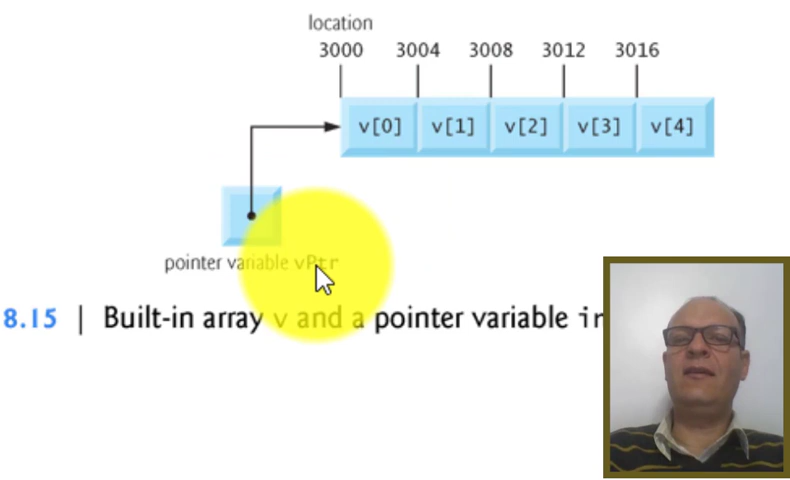 location
3000 3004 3008 3012 3016
v[0] v[1] v[2] v[3] v[4]
pointer variable vPtr
8.15 | Built-in array v and a pointer variable